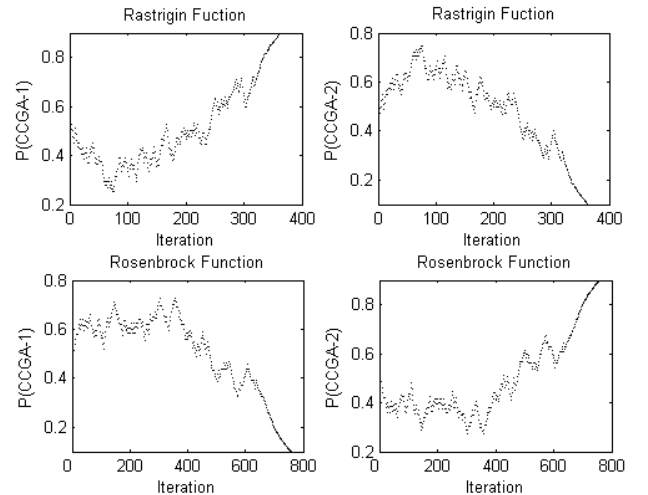 Rastrigin Fuction
P(CCGA-1)
0.8
0.6
0.4
0.2
0 100 200 300 400
Iteration
Rastrigin Fuction
P(CCGA-2)
0.8
0.6
0.4
0.2
0 100 200 300 400
Iteration
Rosenbrock Function
P(CCGA-1)
0.8
0.6
0.4
0.2
0 200 400 600 800
Iteration
Rosenbrock Function
P(CCGA-2)
0.8
0.6
0.4
0.2
0 200 400 600 800
Iteration